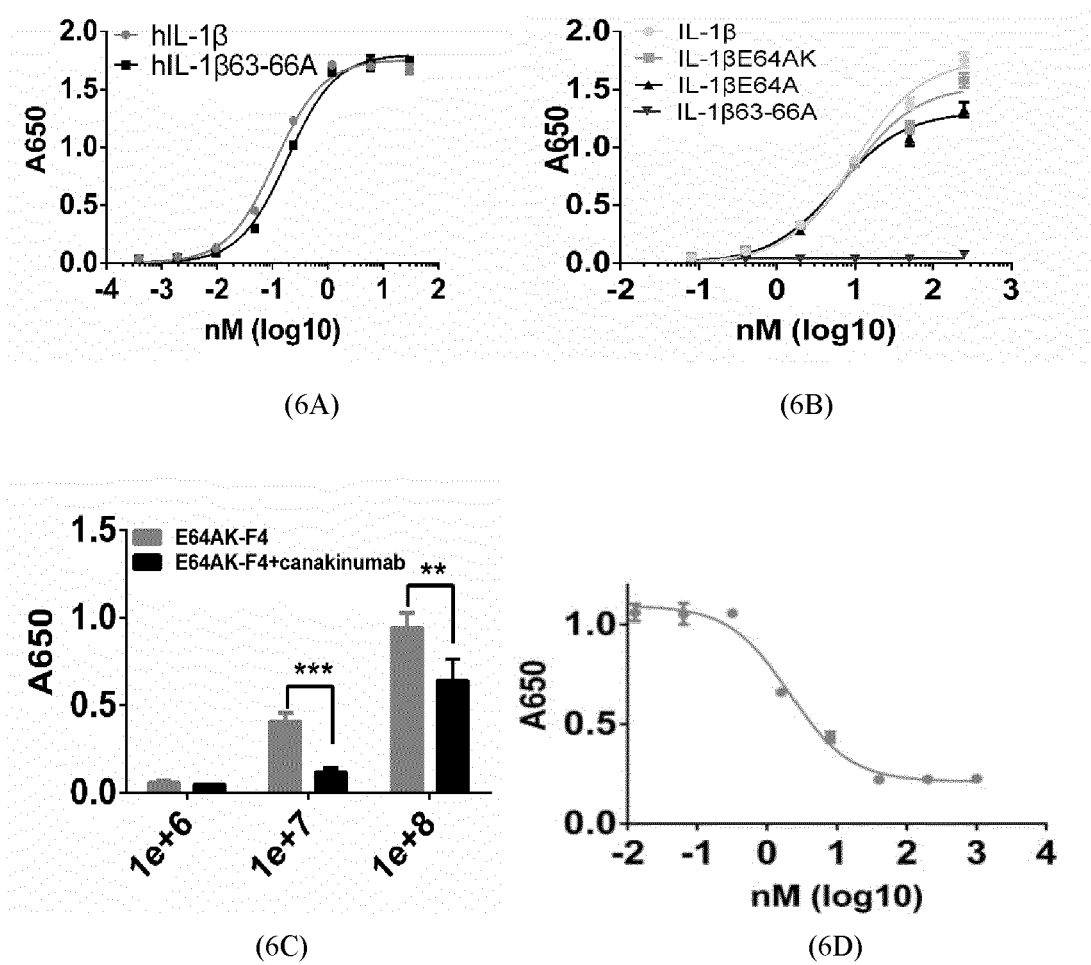 2.0
1.5
1.0
0.5
0.0
A650
hIL-1β
hIL-1β63-66A
-4 -3 -2 -1 0 1 2
nM (log10)
(6A)
2.0
1.5
1.0
0.5
0.0
A650
IL-1β
IL-1βE64AK
IL-1βE64A
IL-1β63-66A
-2 -1 0 1 2 3
nM (log10)
(6B)
1.5
1.0
0.5
0.0
A650
E64AK-F4
E64AK-F4+canakinumab
***
**
1e+6 1e+7 1e+8
(6C)
1.0
0.5
0.0
A650
-2 -1 0 1 2 3 4
nM (log10)
(6D)